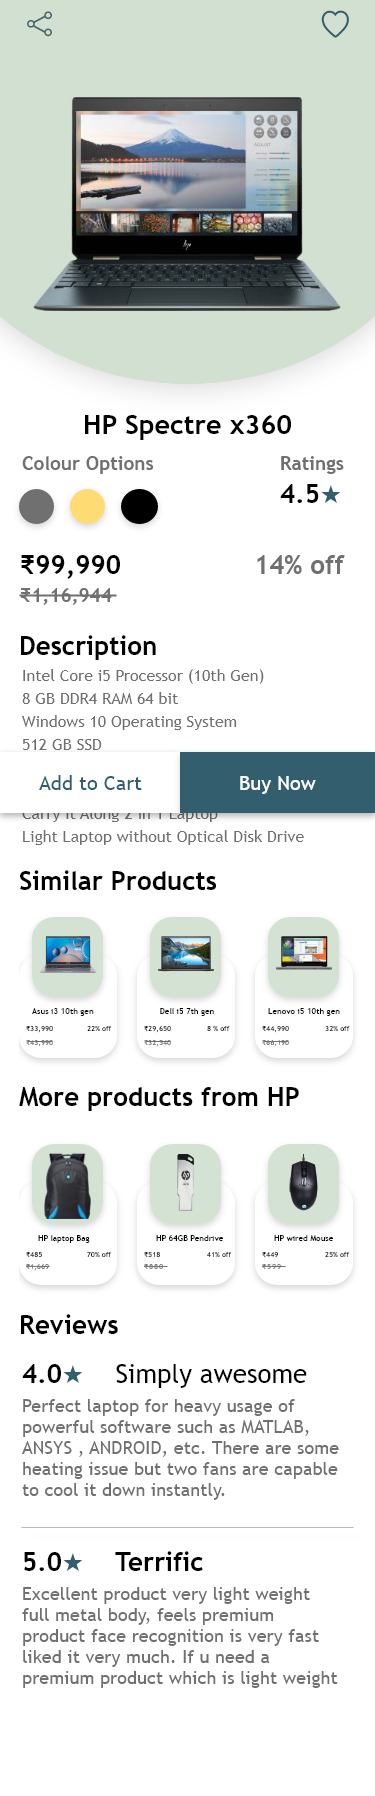 ADJUST
hp
HP Spectre x360
Colour Options
Ratings
4.5★
₹99,990
14% off
₹1,16,944
Description
Intel Core i5 Processor (10th Gen)
8 GB DDR4 RAM 64 bit
Windows 10 Operating System
512 GB SSD
Add to Cart
Buy Now
Carry It Along 2 in 1 Laptop
Light Laptop without Optical Disk Drive
Similar Products
Asus i3 10th gen
Dell i5 7th gen
Lenovo i5 10th gen
₹33,990 22% off
₹29,650 8 % off
₹44,990 32% off
₹43,990
₹32,340
₹66,190
More products from HP
HP laptop Bag
HP 64GB Pendrive
HP wired Mouse
₹485 70% off
₹518 41% off
₹449 25% off
₹1,669
₹880
₹599
Reviews
4.0★ Simply awesome
Perfect laptop for heavy usage of
powerful software such as MATLAB,
ANSYS , ANDROID, etc. There are some
heating issue but two fans are capable
to cool it down instantly.
5.0★ Terrific
Excellent product very light weight
full metal body, feels premium
product face recognition is very fast
liked it very much. If u need a
premium product which is light weight